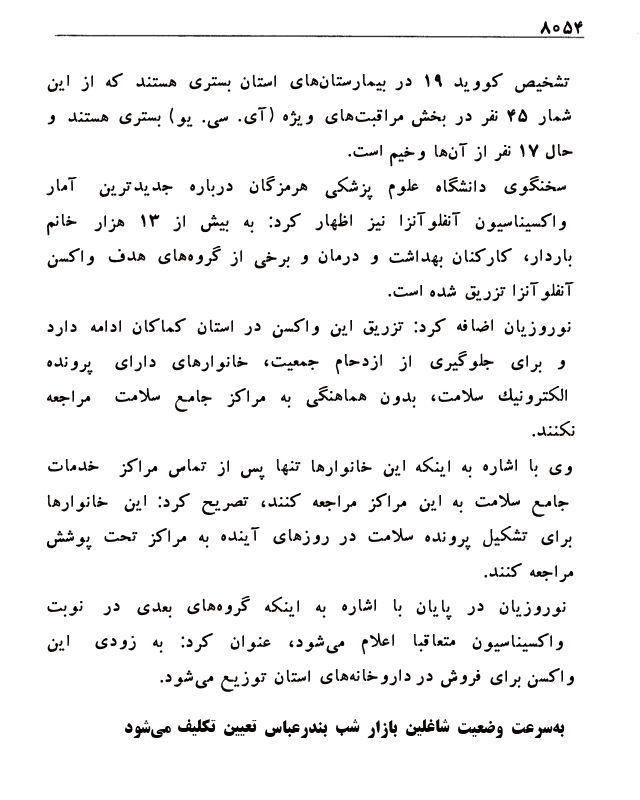 ۸۰۵۴
تشخیص کووید ۱۹ در بیمارستان‌های استان بستری هستند که از این
شمار ۴۵ نفر در بخش مراقبت‌های ویژه (آی. سی. یو) بستری هستند و
حال ۱۷ نفر از آن‌ها وخیم است.
سخنگوی دانشگاه علوم پزشکی هرمزگان درباره جدیدترین آمار
واکسیناسیون آنفلوآنزا نیز اظهار کرد: به بیش از ۱۳ هزار خانم
باردار، کارکنان بهداشت و درمان و برخی از گروه‌های هدف واکسن
آنفلوآنزا تزریق شده است.
نوروزیان اضافه کرد: تزریق این واکسن در استان کماکان ادامه دارد
و برای جلوگیری از ازدحام جمعیت، خانوارهای دارای پرونده
الکترونیك سلامت، بدون هماهنگی به مراکز جامع سلامت مراجعه
نکنند.
وی با اشاره به اینکه این خانوارها تنها پس از تماس مراکز خدمات
جامع سلامت به این مراکز مراجعه کنند، تصریح کرد: این خانوارها
برای تشکیل پرونده سلامت در روزهای آینده به مراکز تحت پوشش
مراجعه کنند.
نوروزیان در پایان با اشاره به اینکه گروه‌های بعدی در نوبت
واکسیناسیون متعاقبا اعلام می‌شود، عنوان کرد: به زودی این
واکسن برای فروش در داروخانه‌های استان توزیع می‌شود.
به‌سرعت وضعیت شاغلین بازار شب بندرعباس تعیین تکلیف می‌شود